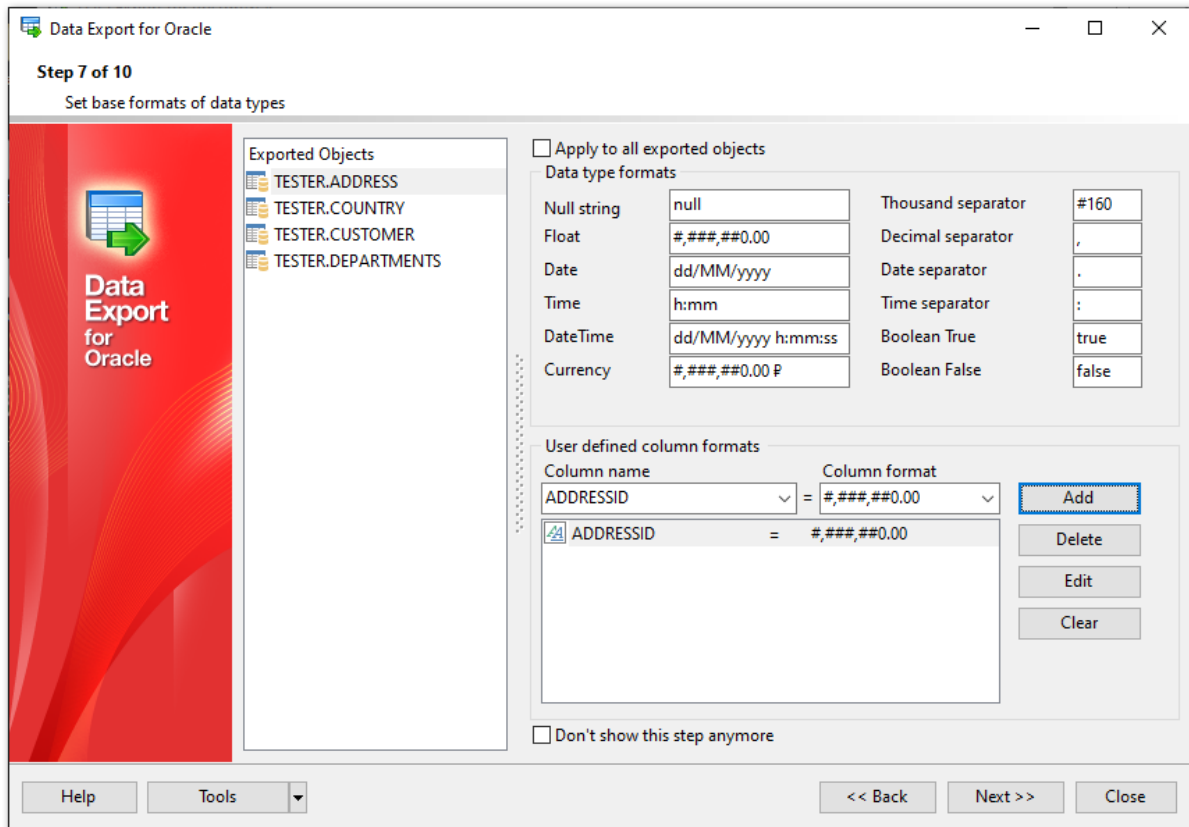 Data Export for Oracle
Step 7 of 10
Set base formats of data types
Data
Export
for
Oracle
Exported Objects
TESTER.ADDRESS
TESTER.COUNTRY
TESTER.CUSTOMER
TESTER.DEPARTMENTS
Apply to all exported objects
Data type formats
Null string null Thousand separator #160
Float #,###,##0.00 Decimal separator ,
Date dd/MM/yyyy Date separator .
Time h:mm Time separator :
DateTime dd/MM/yyyy h:mm:ss Boolean True true
Currency #,###,##0.00 ₽ Boolean False false
User defined column formats
Column name Column format
ADDRESSID = #,###,##0.00 Add
ADDRESSID = #,###,##0.00
Delete
Edit
Clear
Don't show this step anymore
Help Tools << Back Next >> Close